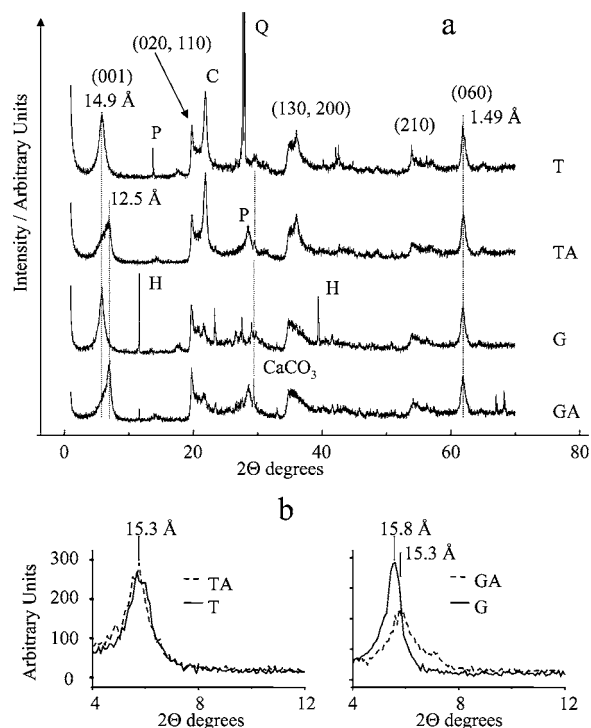 a
Q
(020, 110)
C
(001)
14.9 Å
P
(130, 200)
(210)
(060)
1.49 Å
T
12.5 Å
P
TA
H
H
G
CaCO3
GA
Intensity / Arbitrary Units
0 20 40 60 80
2Θ degrees
b
15.3 Å
300
200
100
0
Arbitrary Units
TA
T
4 8 12
2Θ degrees
15.8 Å
15.3 Å
GA
G
4 8 12
2Θ degrees